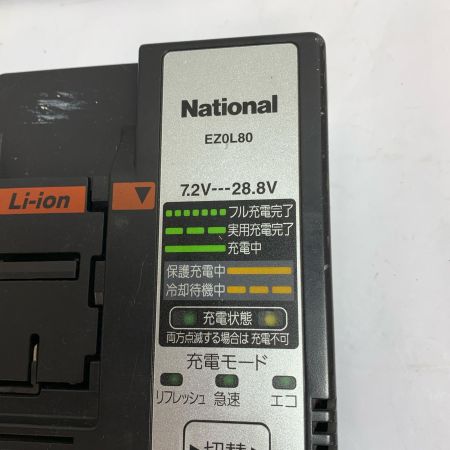 National
EZ0L80
Li-ion
7.2V---28.8V
フル充電完了
実用充電完了
充電中
保護充電中
冷却待機中
充電状態
両方点滅する場合は充電不可
充電モード
リフレッシュ 急速 エコ
切替